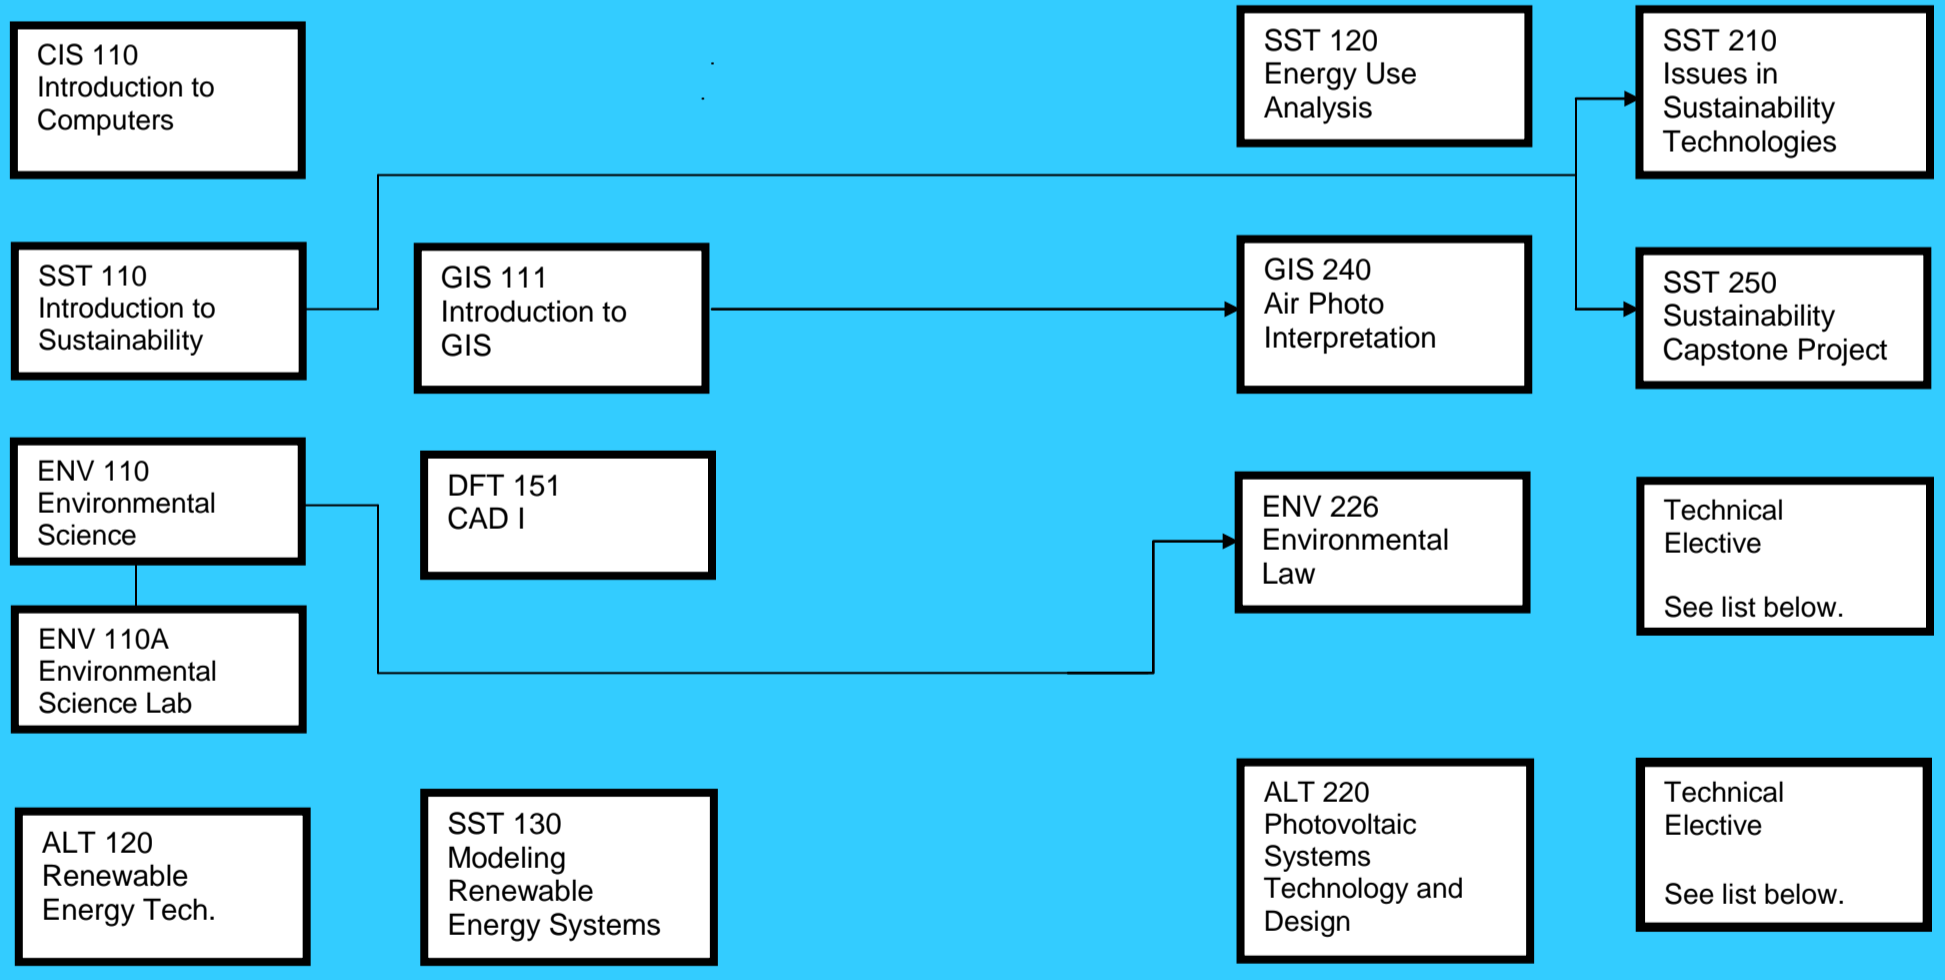 CIS 110
Introduction to
Computers
SST 120
Energy Use
Analysis
SST 210
Issues in
Sustainability
Technologies
SST 110
Introduction to
Sustainability
GIS 111
Introduction to
GIS
GIS 240
Air Photo
Interpretation
SST 250
Sustainability
Capstone Project
ENV 110
Environmental
Science
DFT 151
CAD I
ENV 226
Environmental
Law
Technical
Elective
See list below.
ENV 110A
Environmental
Science Lab
ALT 120
Renewable
Energy Tech.
SST 130
Modeling
Renewable
Energy Systems
ALT 220
Photovoltaic
Systems
Technology and
Design
Technical
Elective
See list below.